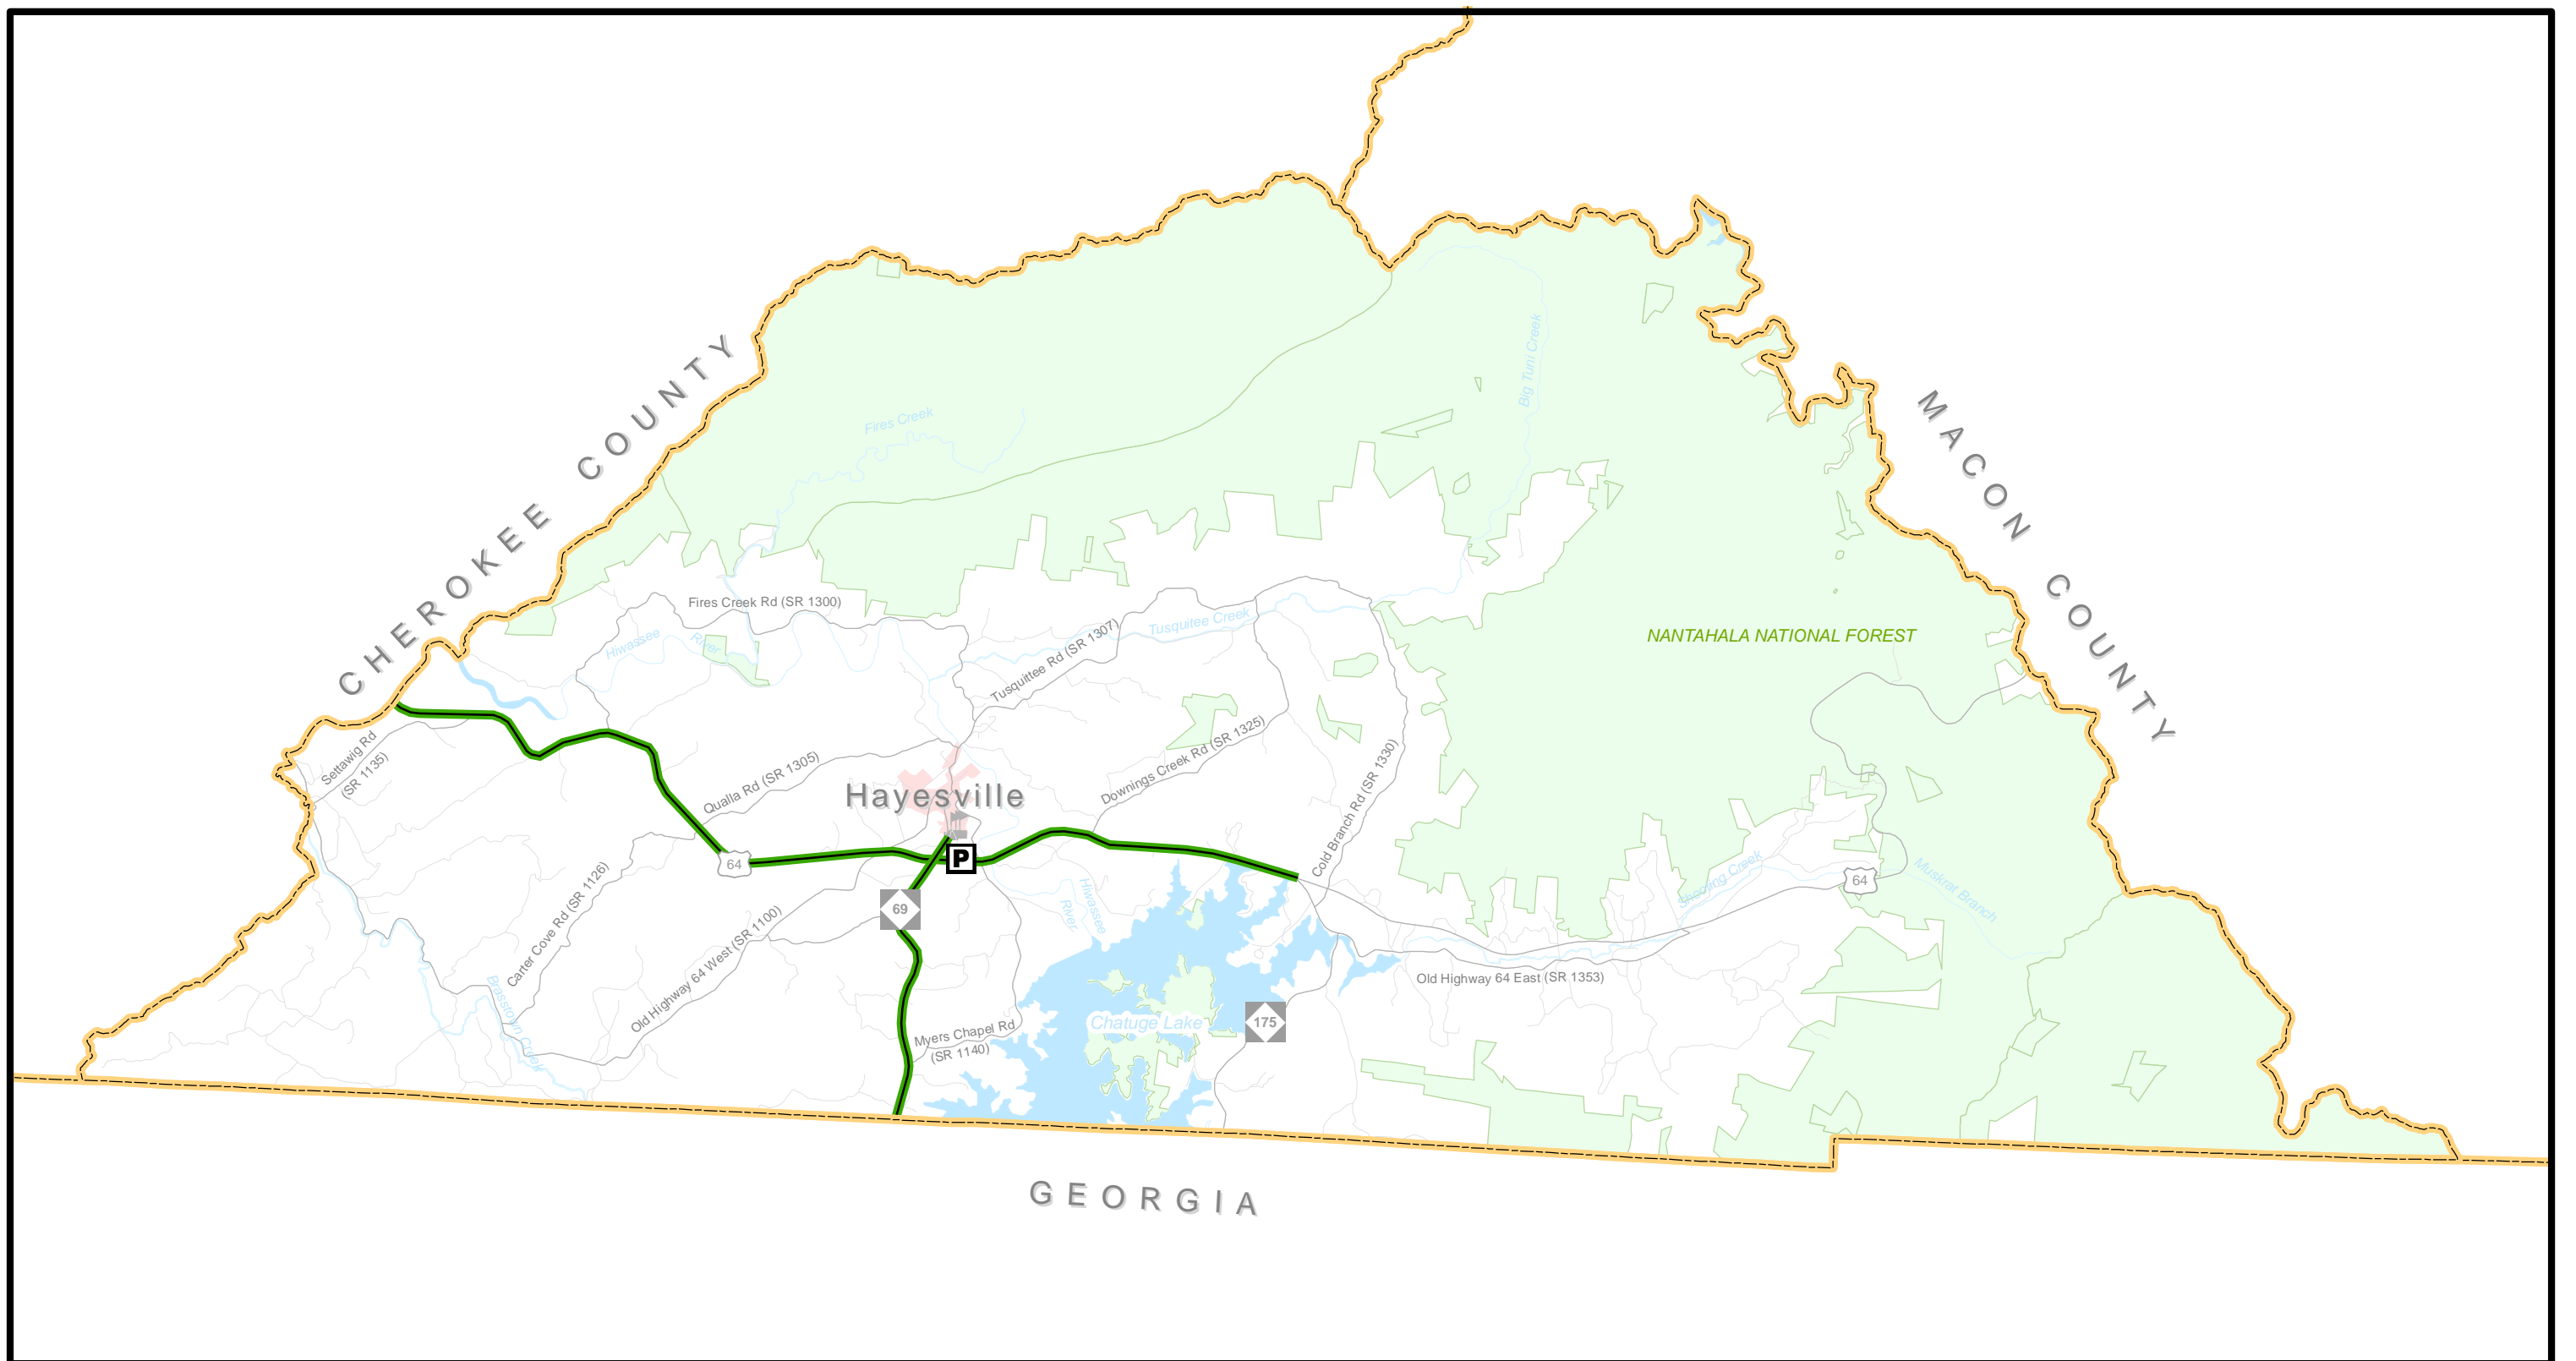 CHEROKEE COUNTY
MACON COUNTY
Fires Creek
Big Tuni Creek
Fires Creek Rd (SR 1300)
Hiwassee
River
Tusquitee Creek
Tusquittee Rd (SR 1307)
NANTAHALA NATIONAL FOREST
Settawig Rd
(SR 1135)
Qualla Rd (SR 1305)
Hayesville
Downings Creek Rd (SR 1325)
Cold Branch Rd (SR 1330)
64
P
69
Carter Cove Rd (SR 1126)
Old Highway 64 West (SR 1100)
Hiwassee
River
Shooting Creek
64
Muskrat Branch
Old Highway 64 East (SR 1353)
Brasstown Creek
Myers Chapel Rd
(SR 1140)
Chatuge Lake
175
GEORGIA